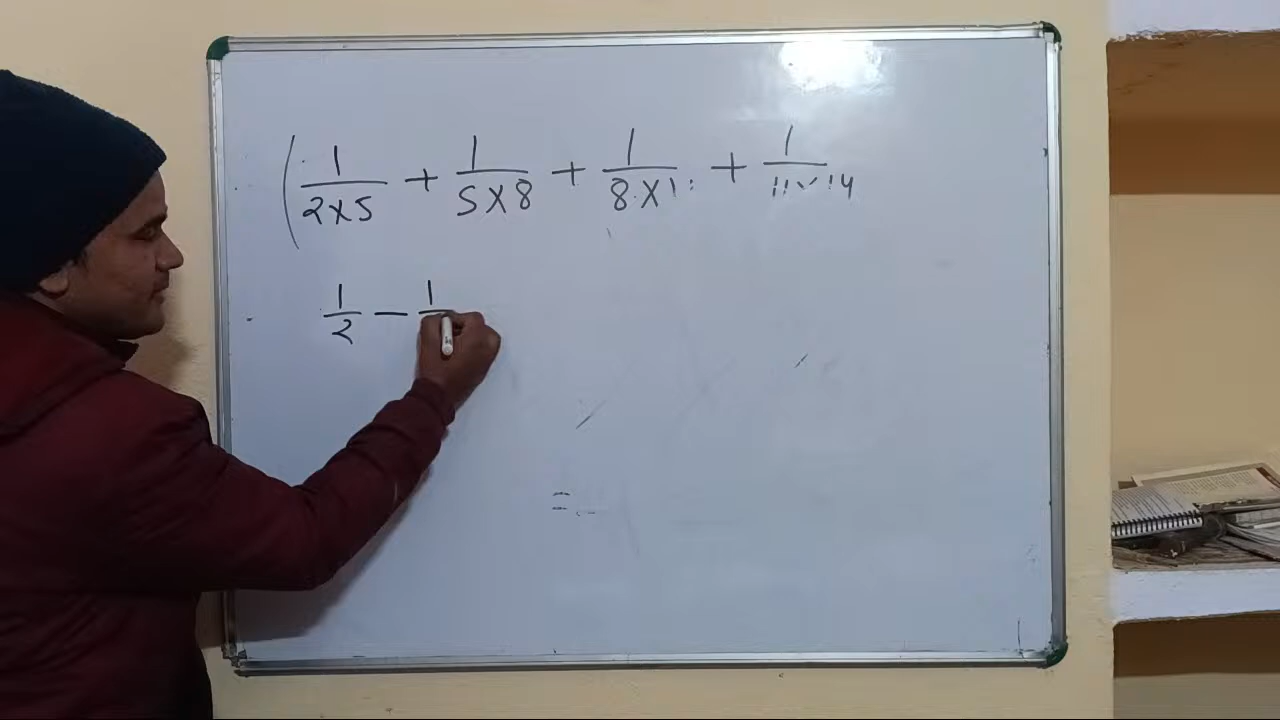 ( 1/2×5 + 1/5×8 + 1/8×11 + 1/11×14
1/2 − 1/
=